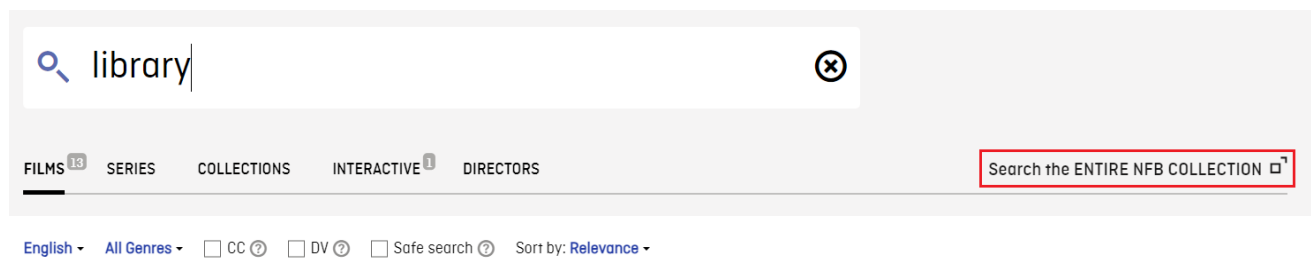 library
FILMS 13 SERIES COLLECTIONS INTERACTIVE 1 DIRECTORS Search the ENTIRE NFB COLLECTION
English All Genres CC ? DV ? Safe search ? Sort by: Relevance